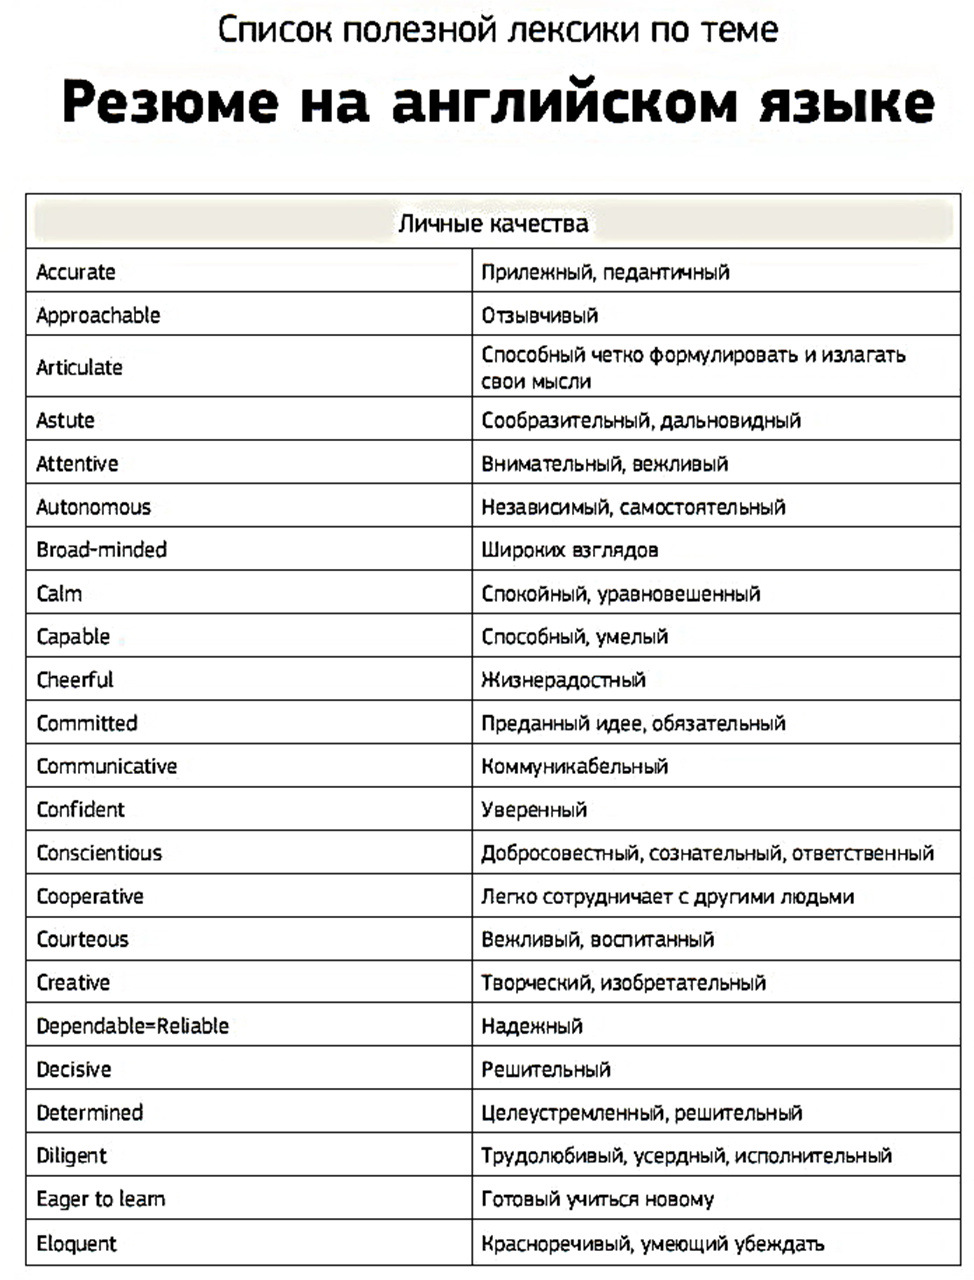 Список полезной лексики по теме
Резюме на английском языке
Личные качества
Accurate Прилежный, педантичный
Approachable Отзывчивый
Articulate Способный четко формулировать и излагать
свои мысли
Astute Сообразительный, дальновидный
Attentive Внимательный, вежливый
Autonomous Независимый, самостоятельный
Broad-minded Широких взглядов
Calm Спокойный, уравновешенный
Capable Способный, умелый
Cheerful Жизнерадостный
Committed Преданный идее, обязательный
Communicative Коммуникабельный
Confident Уверенный
Conscientious Добросовестный, сознательный, ответственный
Cooperative Легко сотрудничает с другими людьми
Courteous Вежливый, воспитанный
Creative Творческий, изобретательный
Dependable=Reliable Надежный
Decisive Решительный
Determined Целеустремленный, решительный
Diligent Трудолюбивый, усердный, исполнительный
Eager to learn Готовый учиться новому
Eloquent Красноречивый, умеющий убеждать